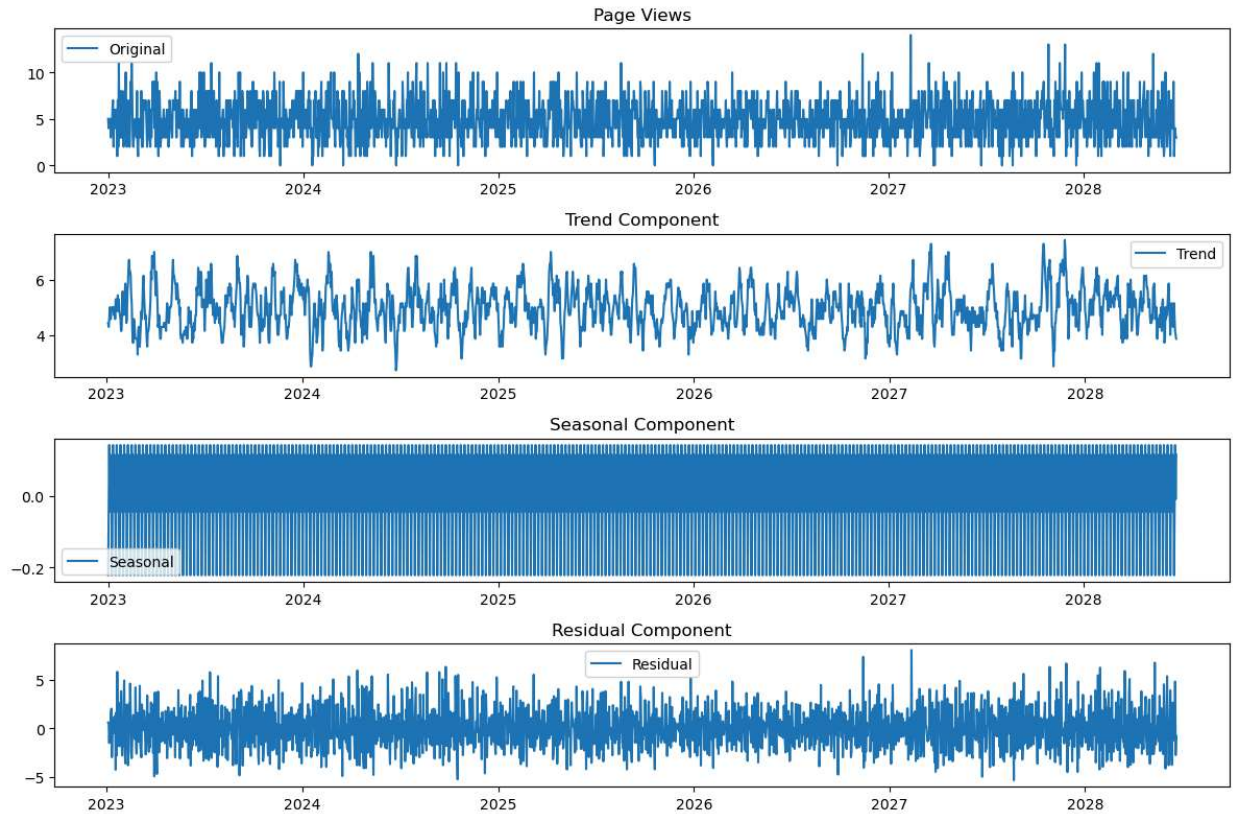 Page Views
Original
10
5
0
2023 2024 2025 2026 2027 2028
Trend Component
Trend
6
4
2023 2024 2025 2026 2027 2028
Seasonal Component
0.0
−0.2
Seasonal
2023 2024 2025 2026 2027 2028
Residual Component
Residual
5
0
−5
2023 2024 2025 2026 2027 2028